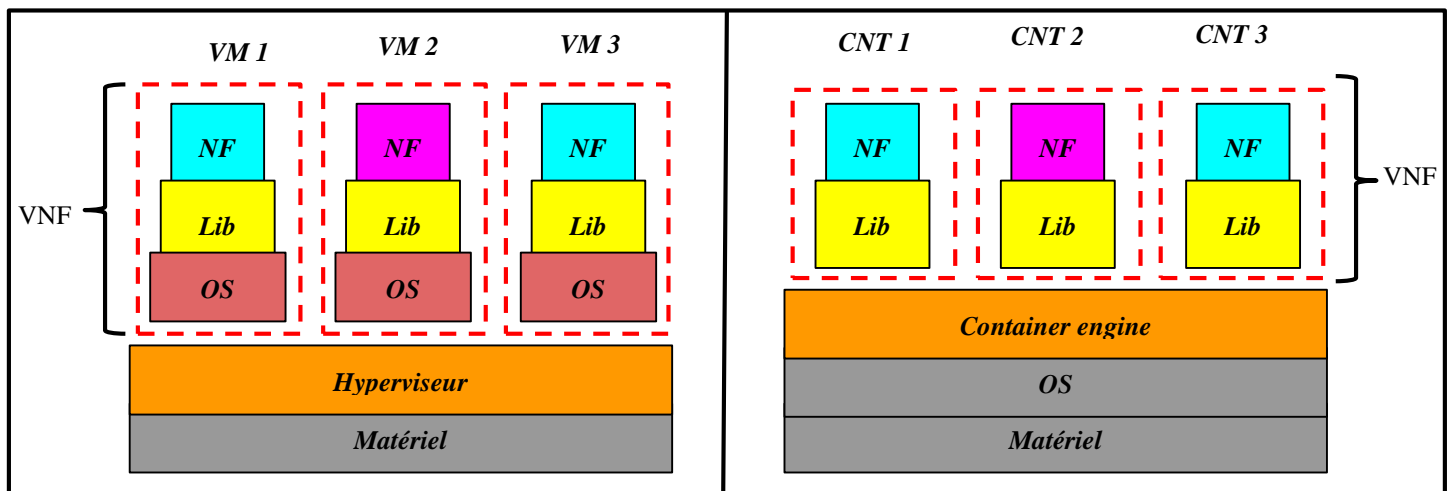 VM 1 VM 2 VM 3
NF NF NF
VNF
Lib Lib Lib
OS OS OS
Hyperviseur
Matériel
CNT 1 CNT 2 CNT 3
NF NF NF
VNF
Lib Lib Lib
Container engine
OS
Matériel